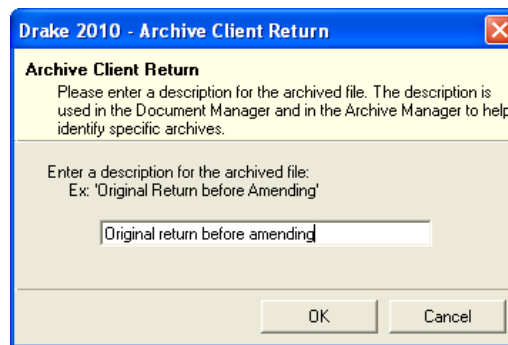 Drake 2010 - Archive Client Return
Archive Client Return
Please enter a description for the archived file. The description is
used in the Document Manager and in the Archive Manager to help
identify specific archives.
Enter a description for the archived file:
Ex: 'Original Return before Amending'
Original return before amending
OK Cancel